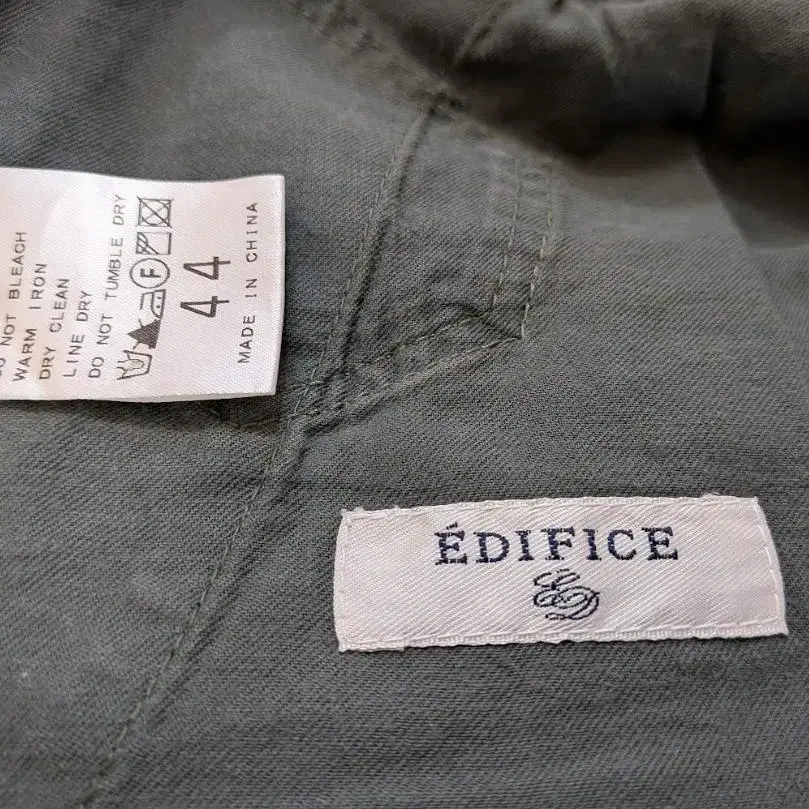 NOT BLEACH
WARM IRON
DRY CLEAN
LINE DRY
DO NOT TUMBLE DRY
F
44
MADE IN CHINA
ÉDIFICE